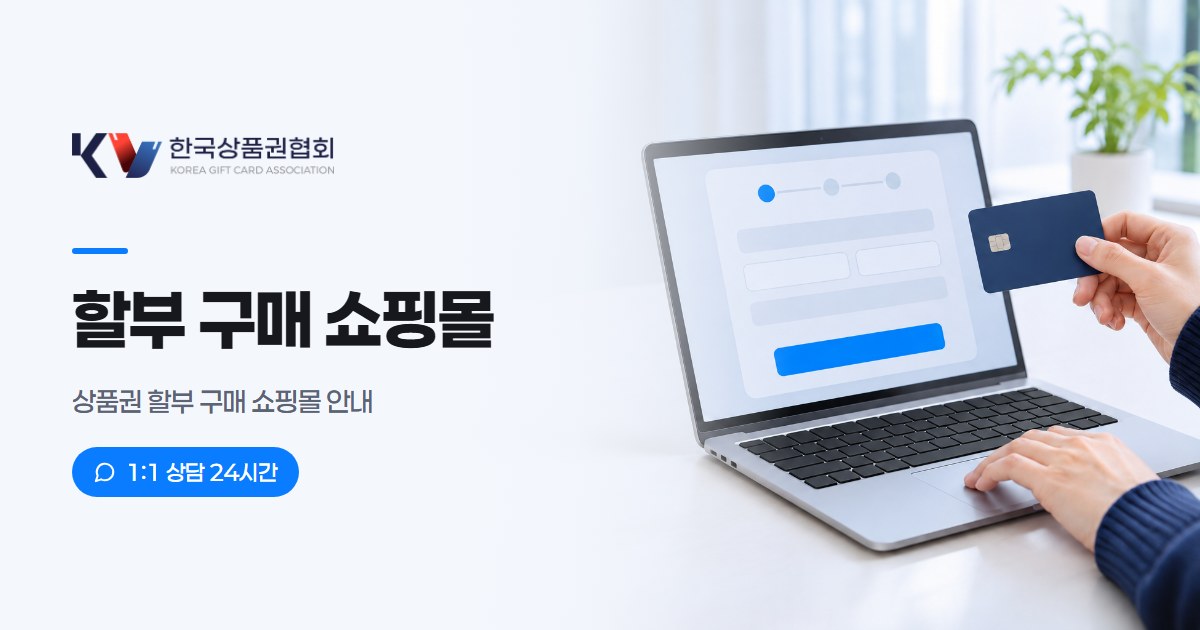 한국상품권협회
KOREA GIFT CARD ASSOCIATION
할부 구매 쇼핑몰
상품권 할부 구매 쇼핑몰 안내
1:1 상담 24시간